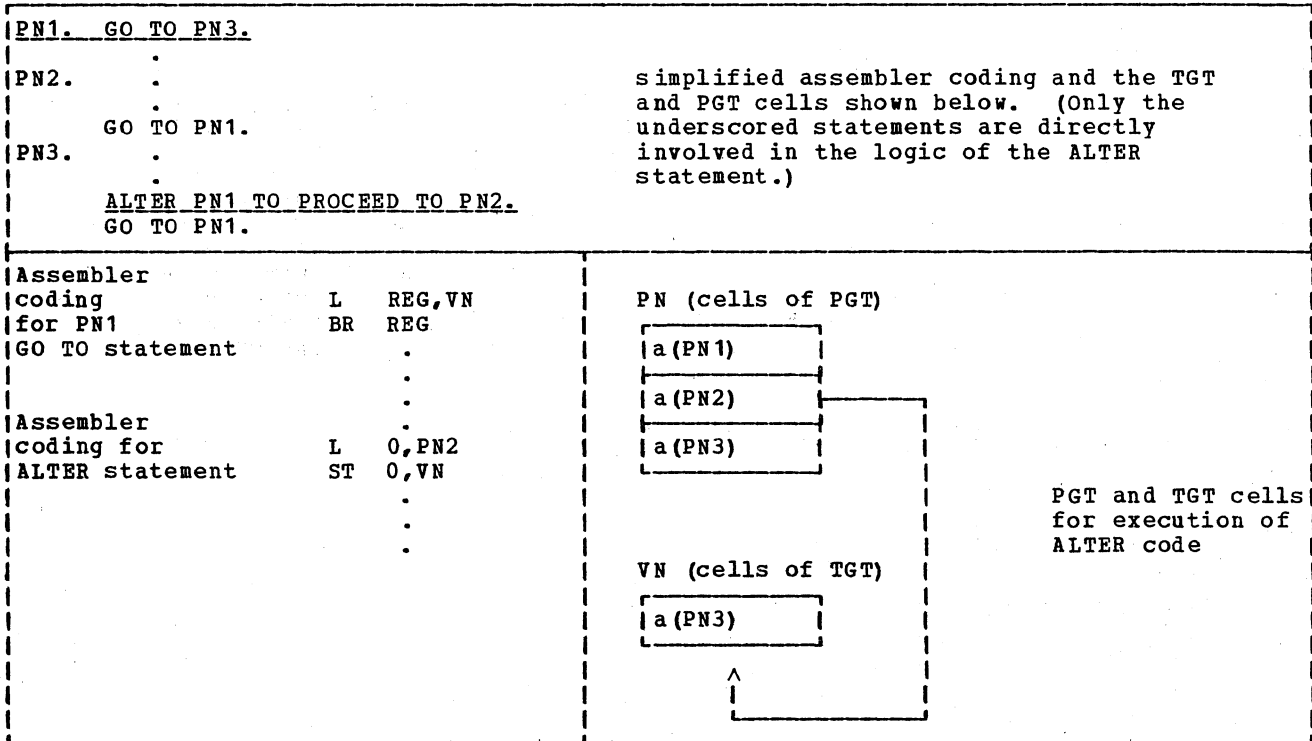 PN1. GO TO PN3.
.
PN2. .
.
GO TO PN1.
PN3. .
.
ALTER PN1 TO PROCEED TO PN2.
GO TO PN1.
simplified assembler coding and the TGT
and PGT cells shown below. (Only the
underscored statements are directly
involved in the logic of the ALTER
statement.)
Assembler
coding L REG,VN
for PN1 BR REG
GO TO statement .
.
.
Assembler .
coding for L 0,PN2
ALTER statement ST 0,VN
.
.
.
PN (cells of PGT)
a(PN1)
a(PN2)
a(PN3)
PGT and TGT cells
for execution of
ALTER code
VN (cells of TGT)
a(PN3)